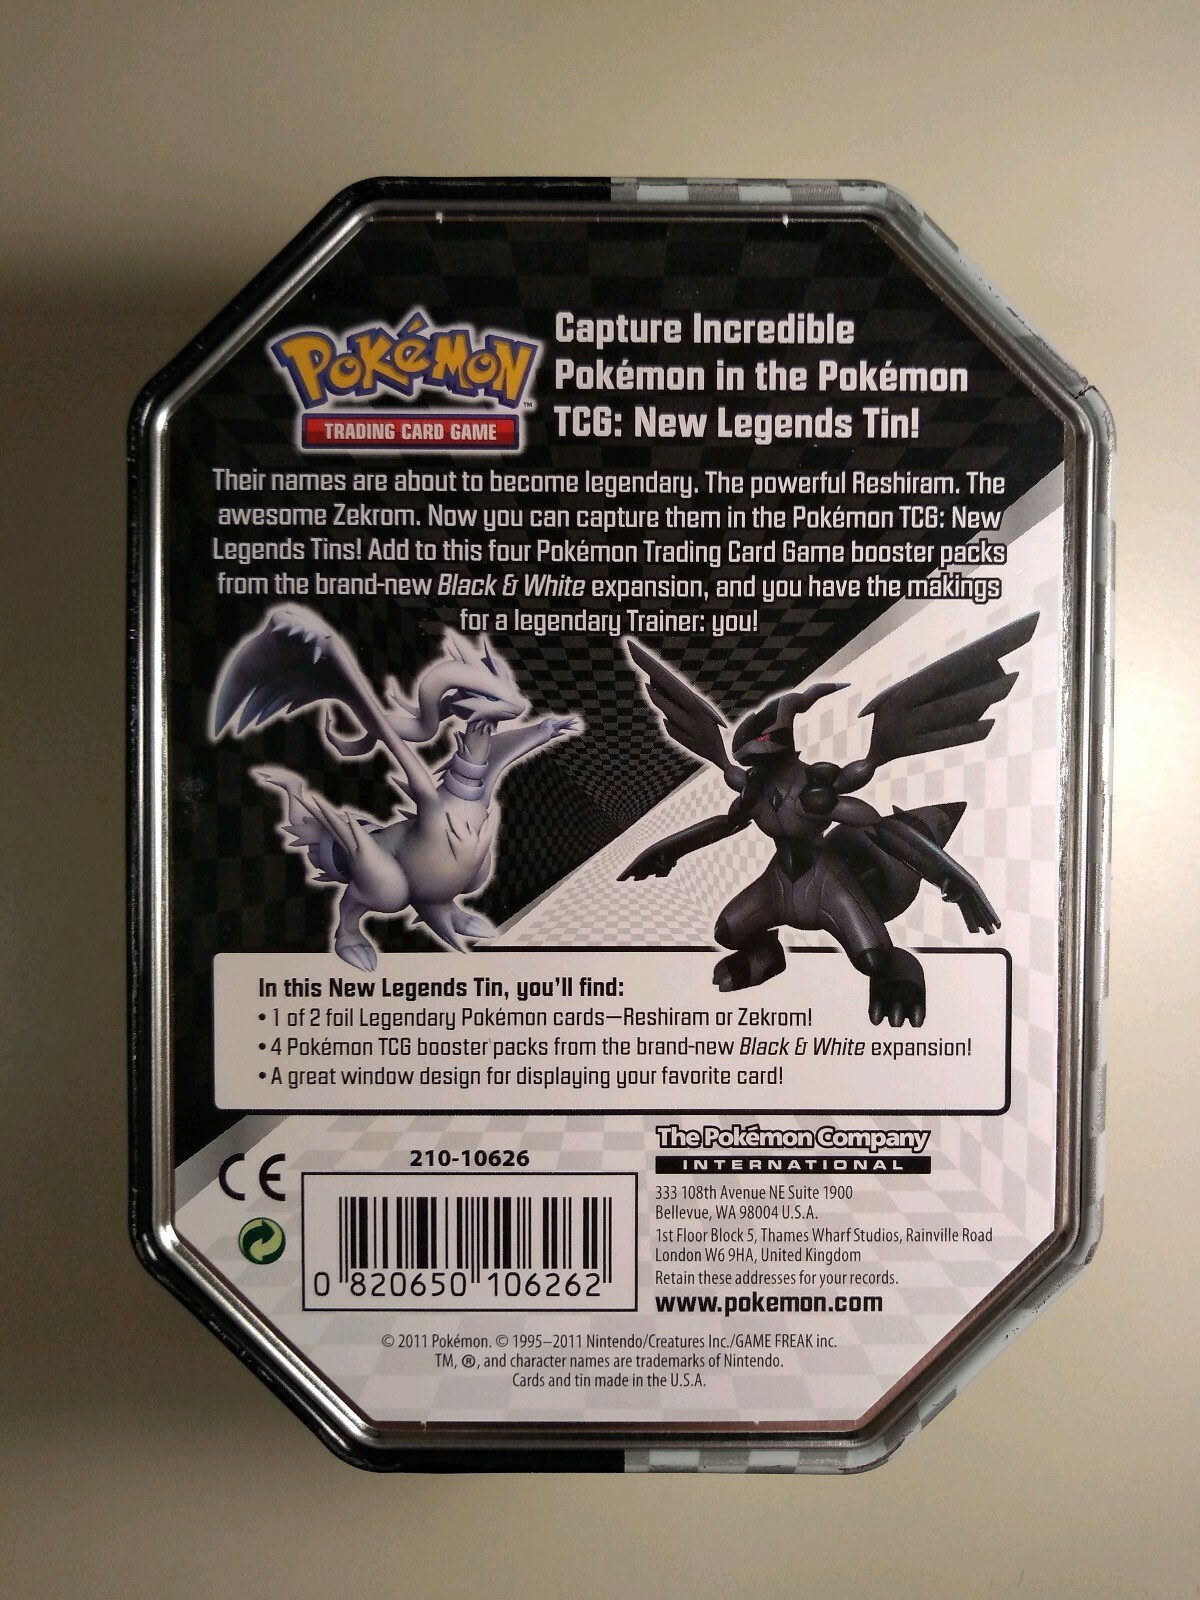 POKéMON™
TRADING CARD GAME
Capture Incredible
Pokémon in the Pokémon
TCG: New Legends Tin!
Their names are about to become legendary. The powerful Reshiram. The
awesome Zekrom. Now you can capture them in the Pokémon TCG: New
Legends Tins! Add to this four Pokémon Trading Card Game booster packs
from the brand-new Black & White expansion, and you have the makings
for a legendary Trainer: you!
In this New Legends Tin, you'll find:
• 1 of 2 foil Legendary Pokémon cards—Reshiram or Zekrom!
• 4 Pokémon TCG booster packs from the brand-new Black & White expansion!
• A great window design for displaying your favorite card!
CE
210-10626
0 820650 106262
The Pokémon Company
INTERNATIONAL
333 108th Avenue NE Suite 1900
Bellevue, WA 98004 U.S.A.
1st Floor Block 5, Thames Wharf Studios, Rainville Road
London W6 9HA, United Kingdom
Retain these addresses for your records.
www.pokemon.com
© 2011 Pokémon. © 1995–2011 Nintendo/Creatures Inc./GAME FREAK inc.
TM, ®, and character names are trademarks of Nintendo.
Cards and tin made in the U.S.A.